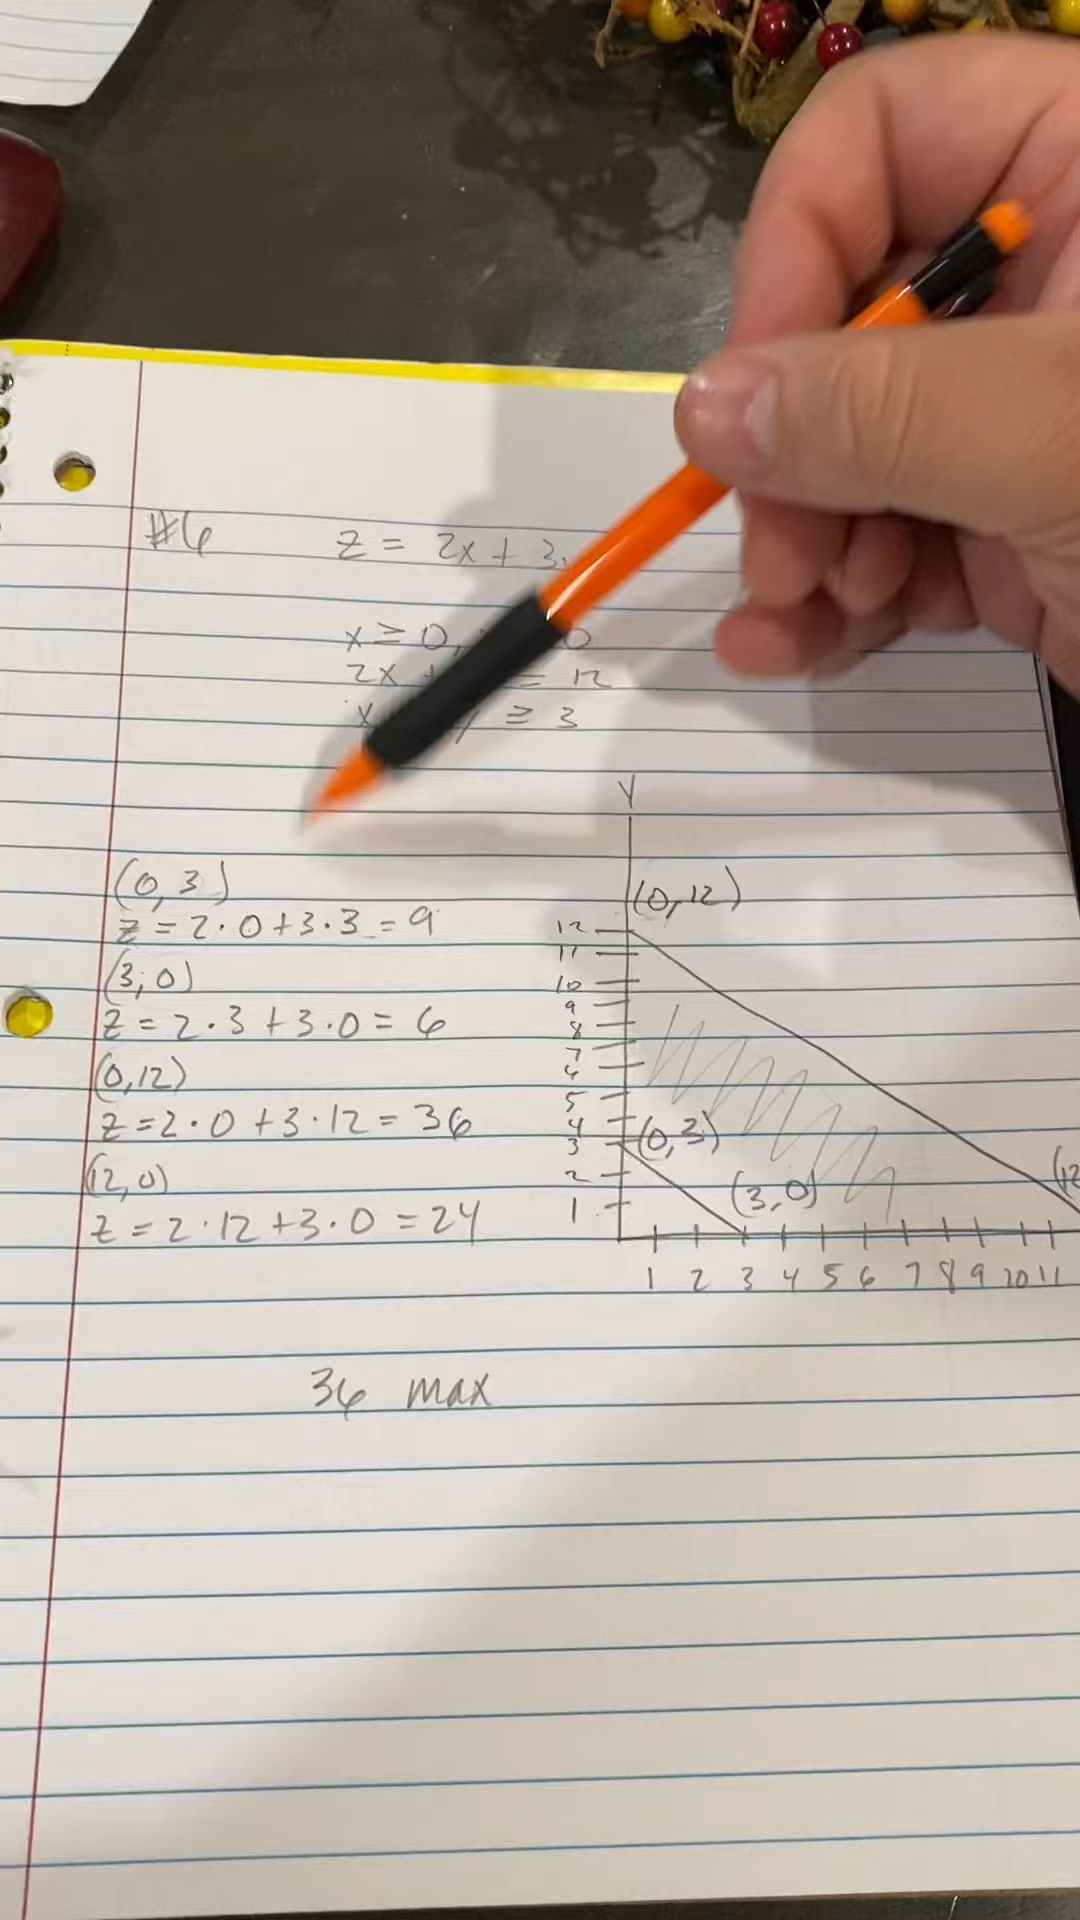 #6
z = 2x + 3
x ≥ 0, 0
2x = 12
x ≥ 3
(0, 3)
z = 2·0+3·3 = 9
(3, 0)
z = 2·3 + 3·0 = 6
(0,12)
z = 2·0 + 3·12 = 36
(12, 0)
z = 2·12 + 3·0 = 24
36 max
Y
(0,12)
12
11
10
9
8
7
6
5
4
3
2
1
(0,3)
(3,0)
(12
1 2 3 4 5 6 7 8 9 10 11